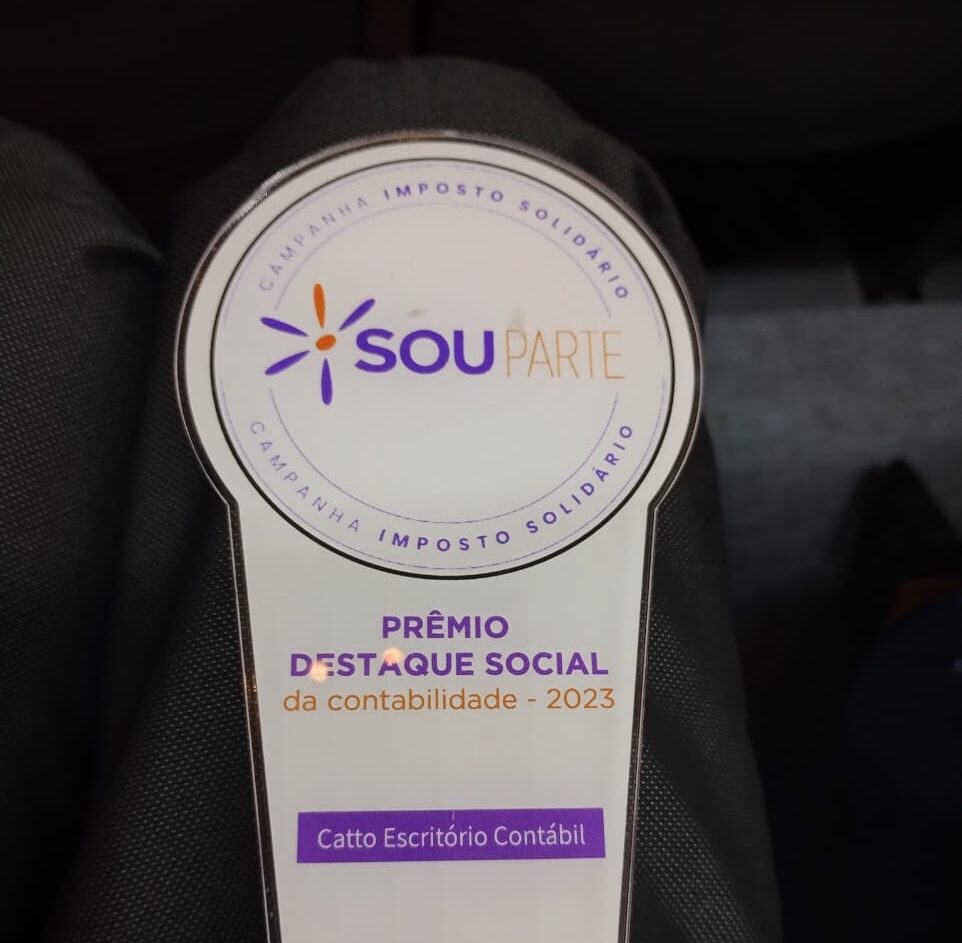 CAMPANHA IMPOSTO SOLIDÁRIO
SOU PARTE
CAMPANHA IMPOSTO SOLIDÁRIO
PRÊMIO
DESTAQUE SOCIAL
da contabilidade - 2023
Catto Escritório Contábil